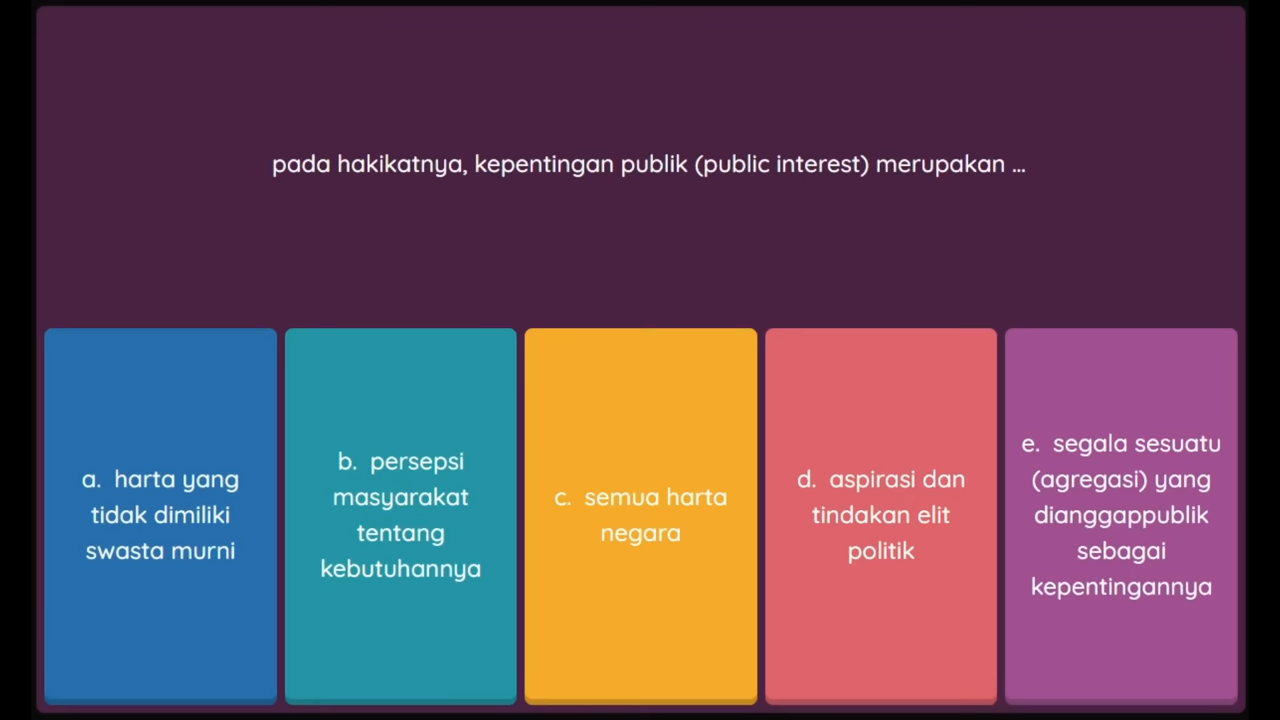 pada hakikatnya, kepentingan publik (public interest) merupakan ...
a. harta yang
tidak dimiliki
swasta murni
b. persepsi
masyarakat
tentang
kebutuhannya
c. semua harta
negara
d. aspirasi dan
tindakan elit
politik
e. segala sesuatu
(agregasi) yang
dianggappublik
sebagai
kepentingannya